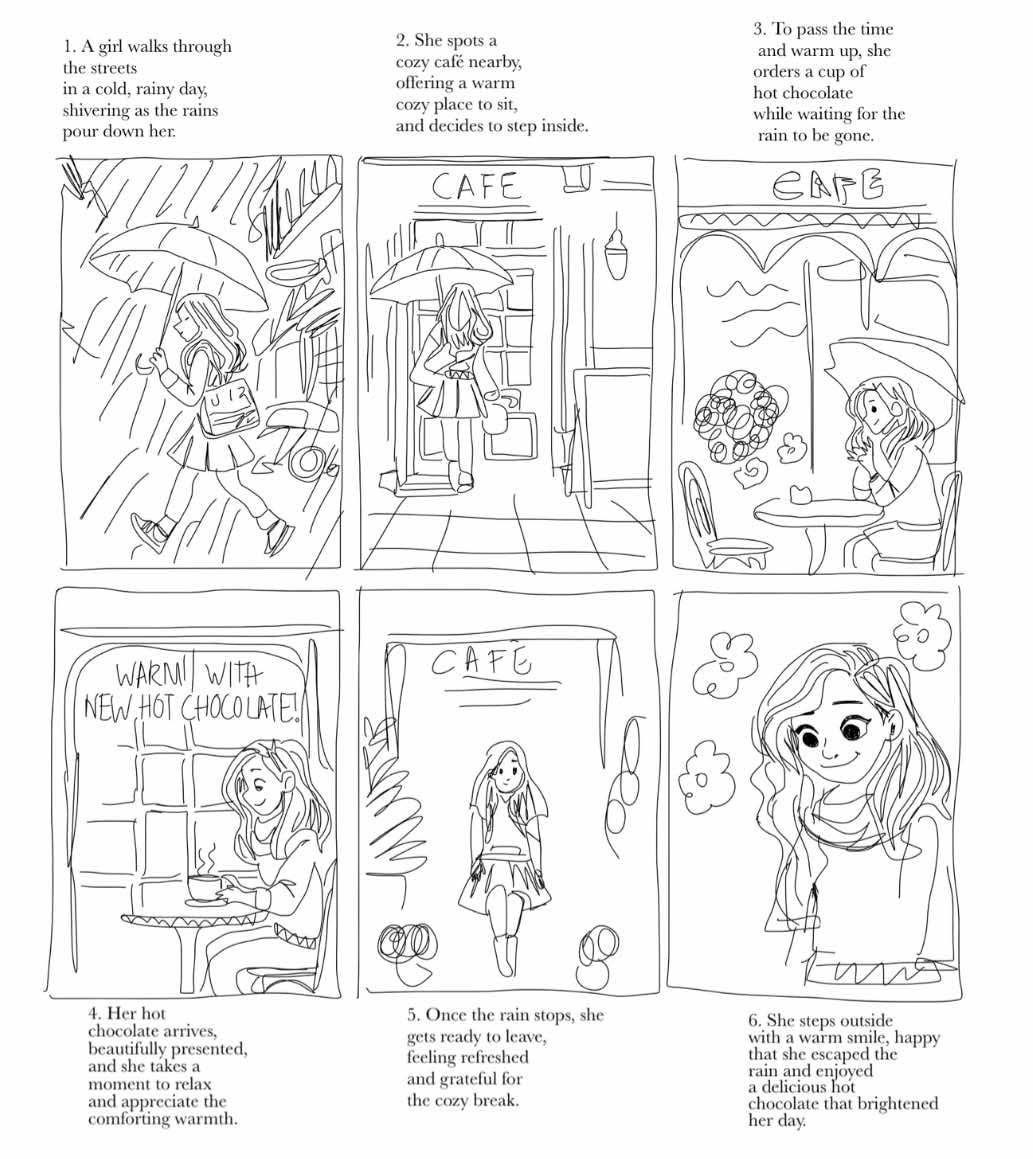 1. A girl walks through
the streets
in a cold, rainy day,
shivering as the rains
pour down her.
2. She spots a
cozy café nearby,
offering a warm
cozy place to sit,
and decides to step inside.
3. To pass the time
and warm up, she
orders a cup of
hot chocolate
while waiting for the
rain to be gone.
CAFE
CAFE
WARM WITH
NEW HOT CHOCOLATE!
CAFE
4. Her hot
chocolate arrives,
beautifully presented,
and she takes a
moment to relax
and appreciate the
comforting warmth.
5. Once the rain stops, she
gets ready to leave,
feeling refreshed
and grateful for
the cozy break.
6. She steps outside
with a warm smile, happy
that she escaped the
rain and enjoyed
a delicious hot
chocolate that brightened
her day.